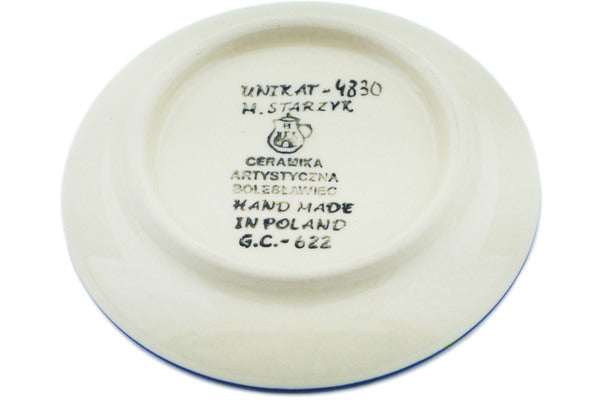 UNIKAT-4830
M. STARZYK
CERAMIKA
ARTYSTYCZNA
BOLESŁAWIEC
HAND MADE
IN POLAND
G.C.-622